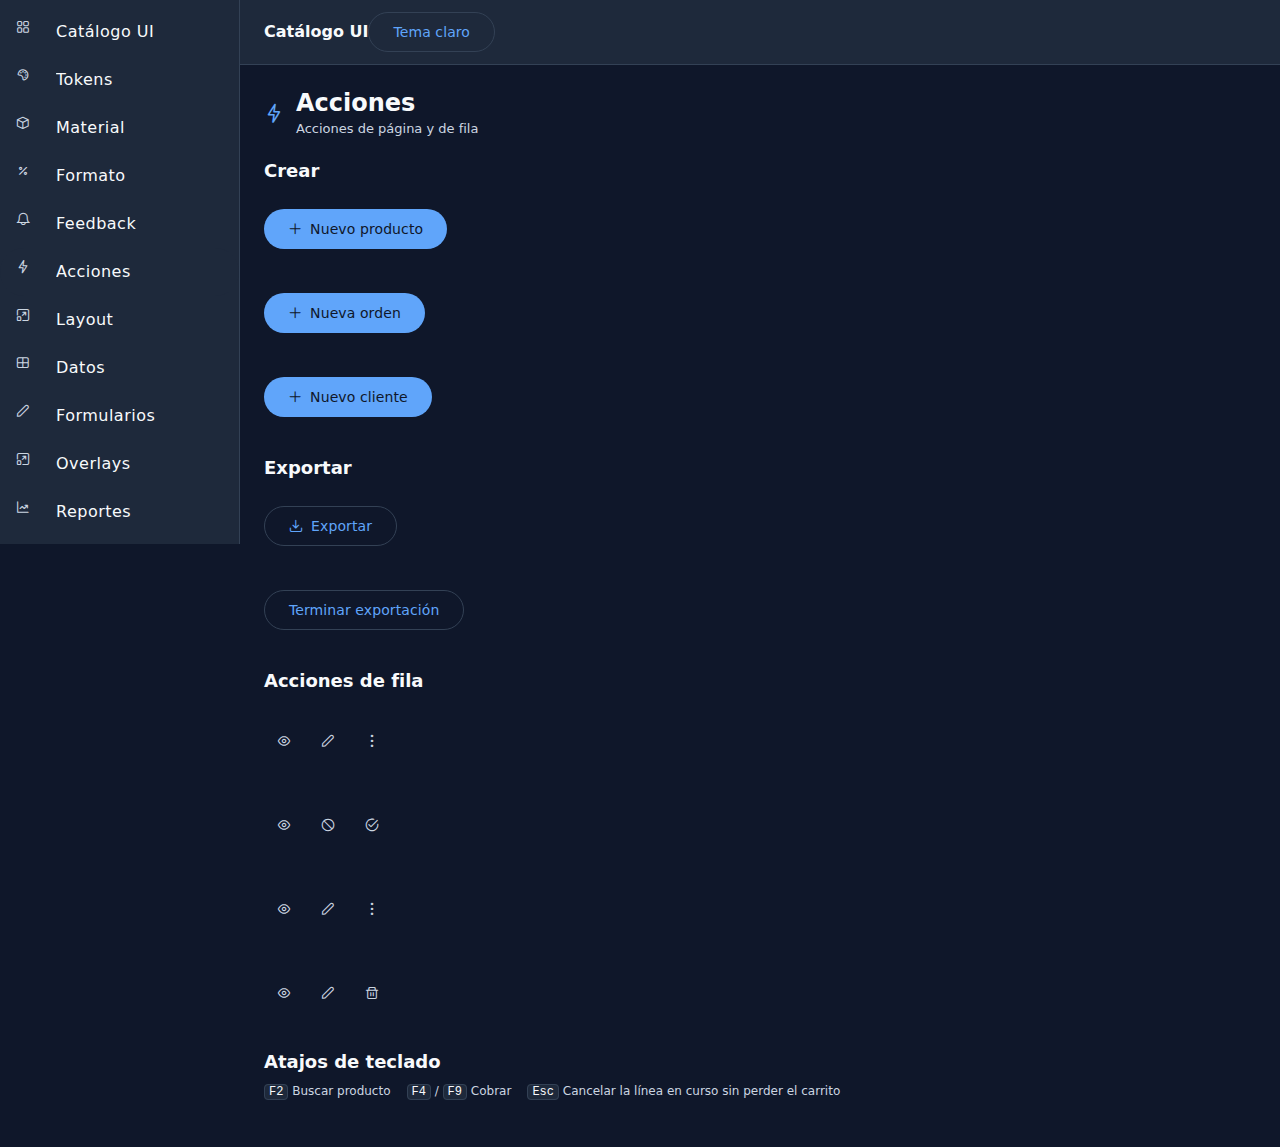 Catálogo UI
Tokens
Material
Formato
Feedback
Acciones
Layout
Datos
Formularios
Overlays
Reportes
Catálogo UI
Tema claro
Acciones
Acciones de página y de fila
Crear
Nuevo producto
Nueva orden
Nuevo cliente
Exportar
Exportar
Terminar exportación
Acciones de fila
Atajos de teclado
F2 Buscar producto F4 / F9 Cobrar Esc Cancelar la línea en curso sin perder el carrito